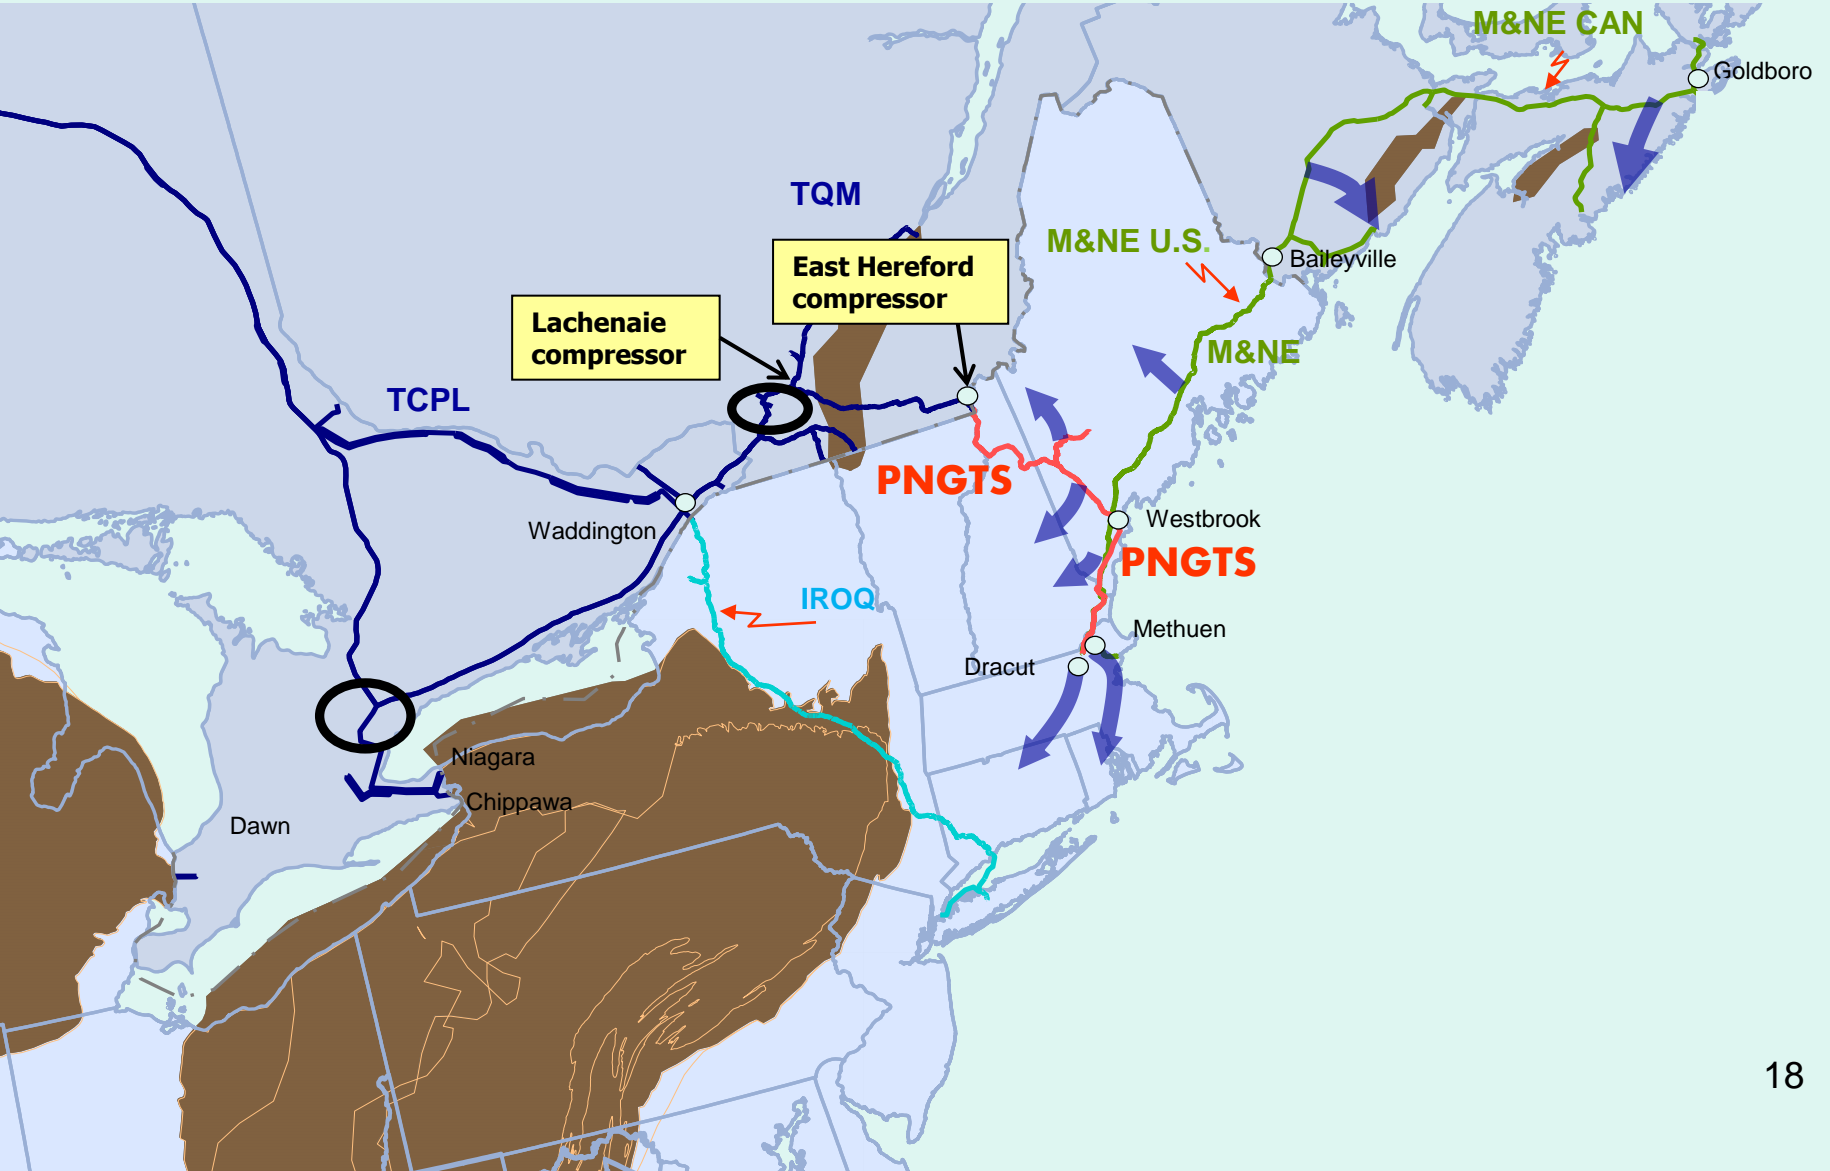 M&NE CAN
Goldboro
TQM
M&NE U.S.
East Hereford
compressor
Baileyville
Lachenaie
compressor
M&NE
TCPL
PNGTS
Westbrook
Waddington
PNGTS
IROQ
Methuen
Dracut
Niagara
Chippawa
Dawn
18